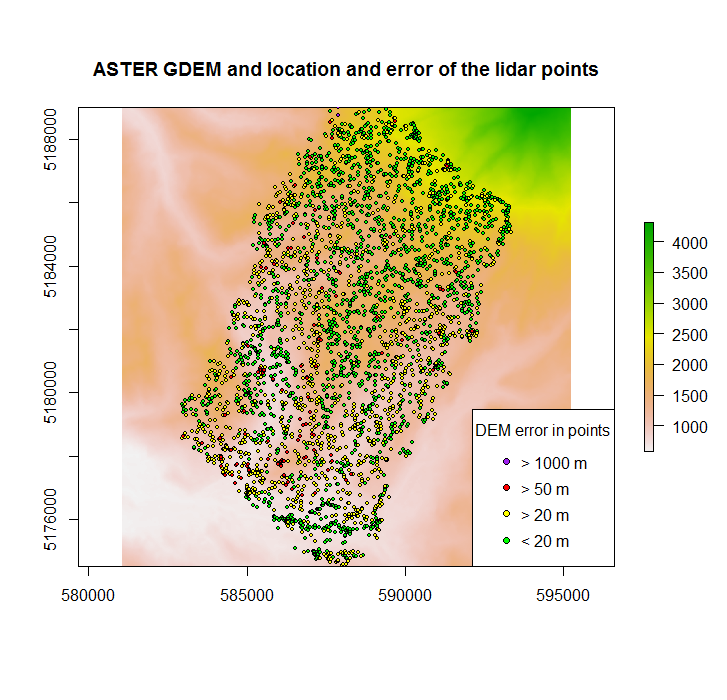 ASTER GDEM and location and error of the lidar points
5188000
5184000
5180000
5176000
580000
585000
590000
595000
DEM error in points
> 1000 m
> 50 m
> 20 m
< 20 m
4000
3500
3000
2500
2000
1500
1000